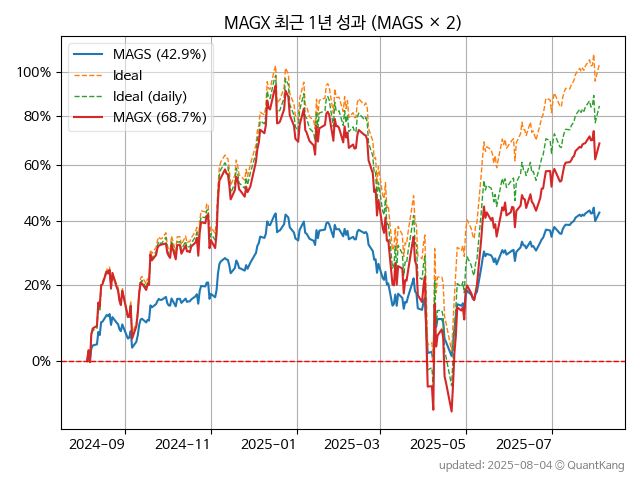 MAGX 최근 1년 성과 (MAGS × 2)
MAGS (42.9%)
Ideal
Ideal (daily)
MAGX (68.7%)
100%
80%
60%
40%
20%
0%
2024-09
2024-11
2025-01
2025-03
2025-05
2025-07
updated: 2025-08-04 © QuantKang